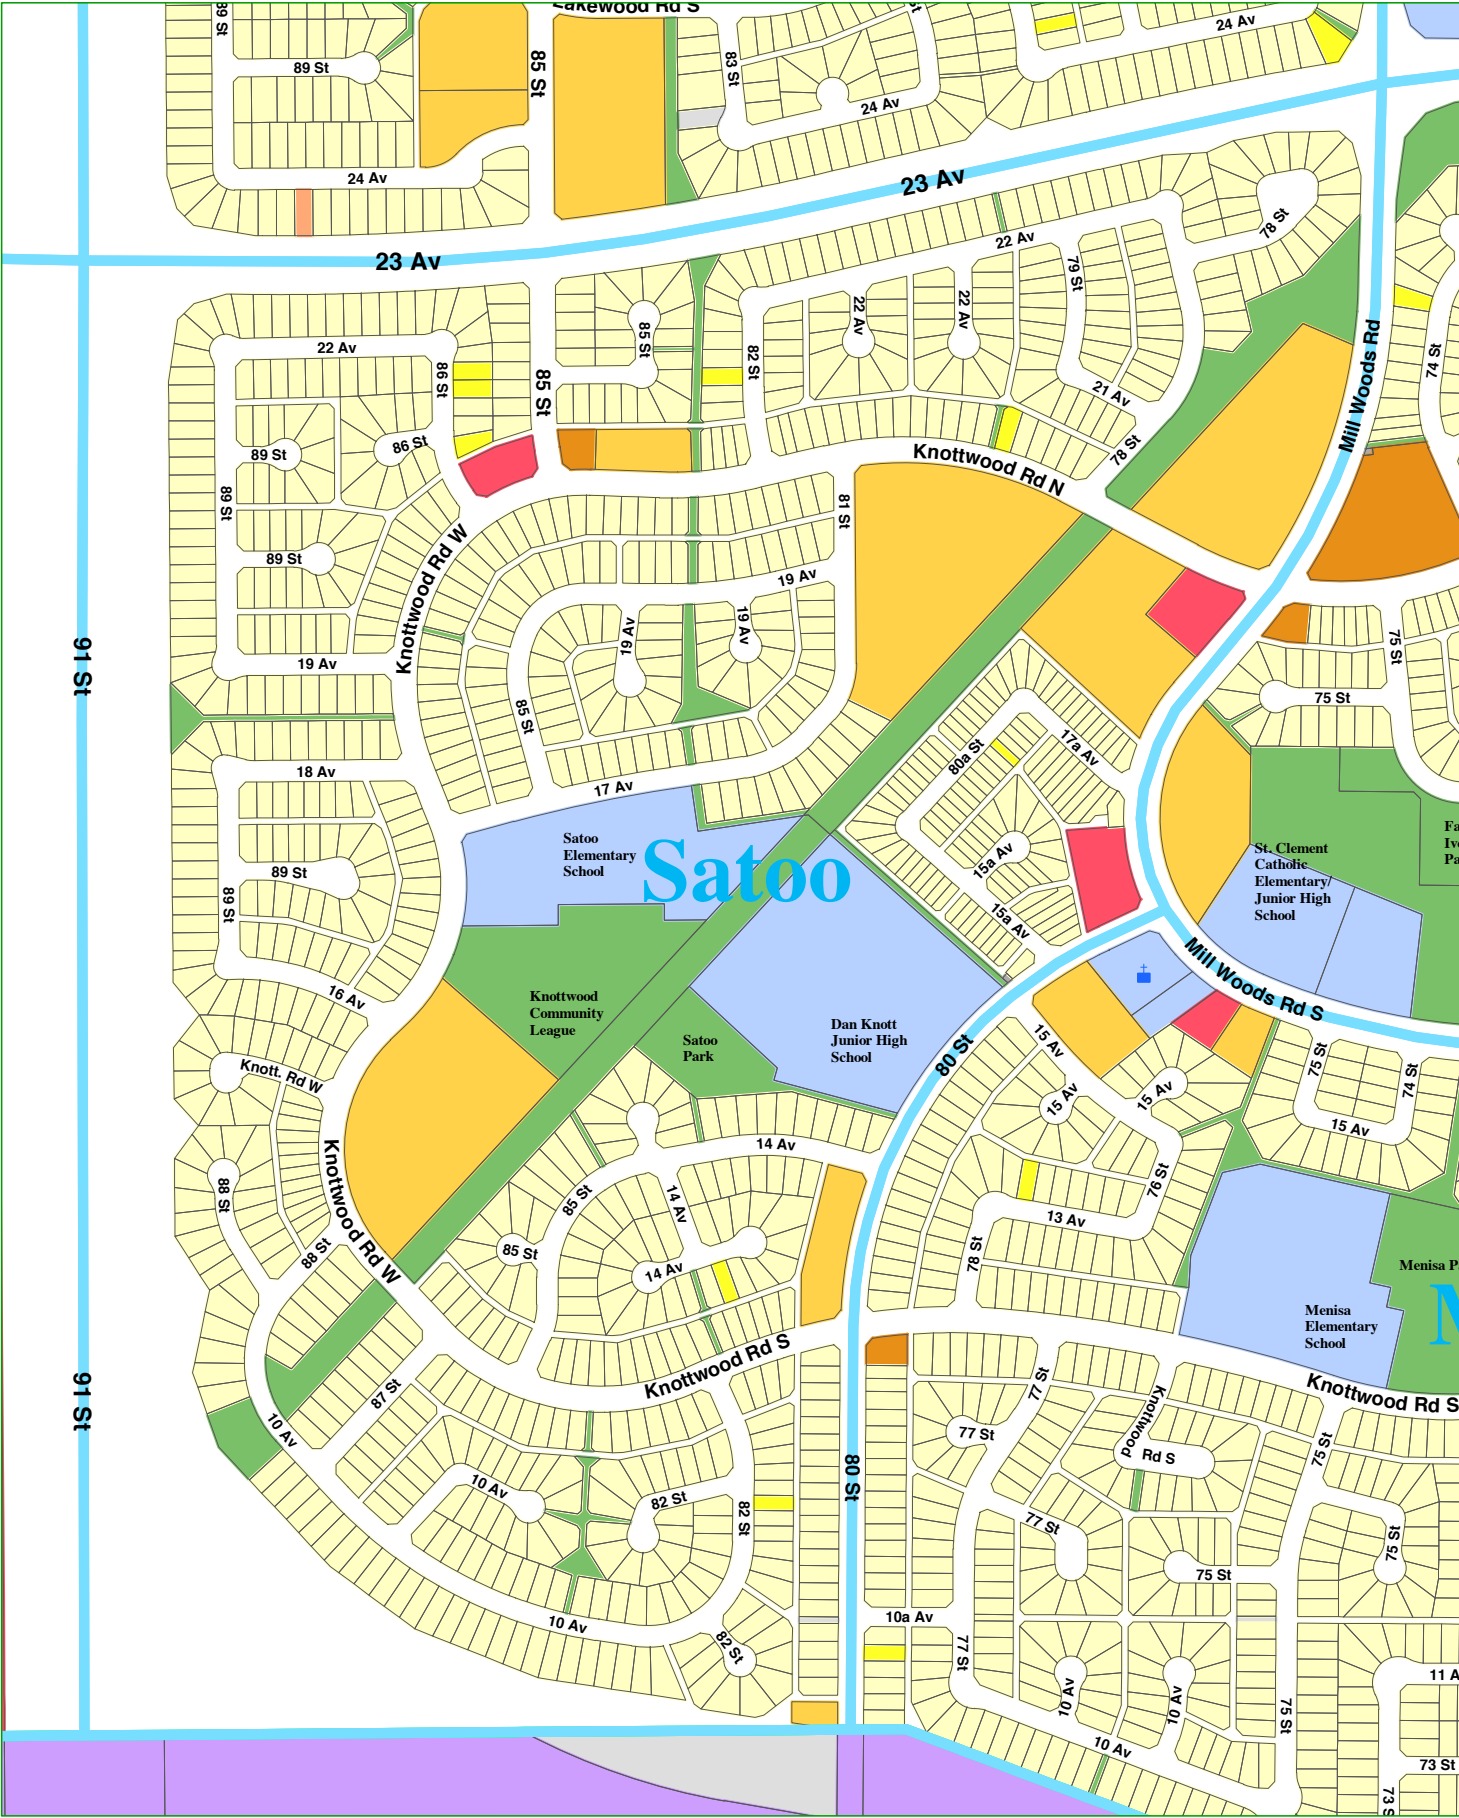 Lakewood Rd S
89 St
24 Av
89 St
85 St
83 St
24 Av
24 Av
23 Av
78 St
22 Av
23 Av
79 St
22 Av
22 Av
85 St
82 St
Mill Woods Rd
74 St
22 Av
86 St
85 St
21 Av
86 St
89 St
78 St
Knottwood Rd N
89 St
81 St
89 St
Knottwood Rd W
19 Av
19 Av
19 Av
75 St
91 St
19 Av
75 St
85 St
17a Av
80a St
18 Av
17 Av
Satoo
Elementary
School
Satoo
15a Av
St. Clement
Catholic
Elementary/
Junior High
School
89 St
89 St
15a Av
Mill Woods Rd S
16 Av
Knottwood
Community
League
Dan Knott
Junior High
School
Satoo
Park
80 St
15 Av
75 St
74 St
Knott. Rd W
15 Av
15 Av
15 Av
14 Av
76 St
88 St
85 St
14 Av
13 Av
Knottwood Rd W
88 St
85 St
14 Av
78 St
Menisa
Elementary
School
Knottwood Rd S
77 St
Knottwood Rd S
91 St
87 St
Knottwood
Rd S
10 Av
77 St
75 St
80 St
10 Av
82 St
82 St
77 St
75 St
75 St
10a Av
10 Av
82 St
77 St
10 Av
10 Av
75 St
10 Av
73 St